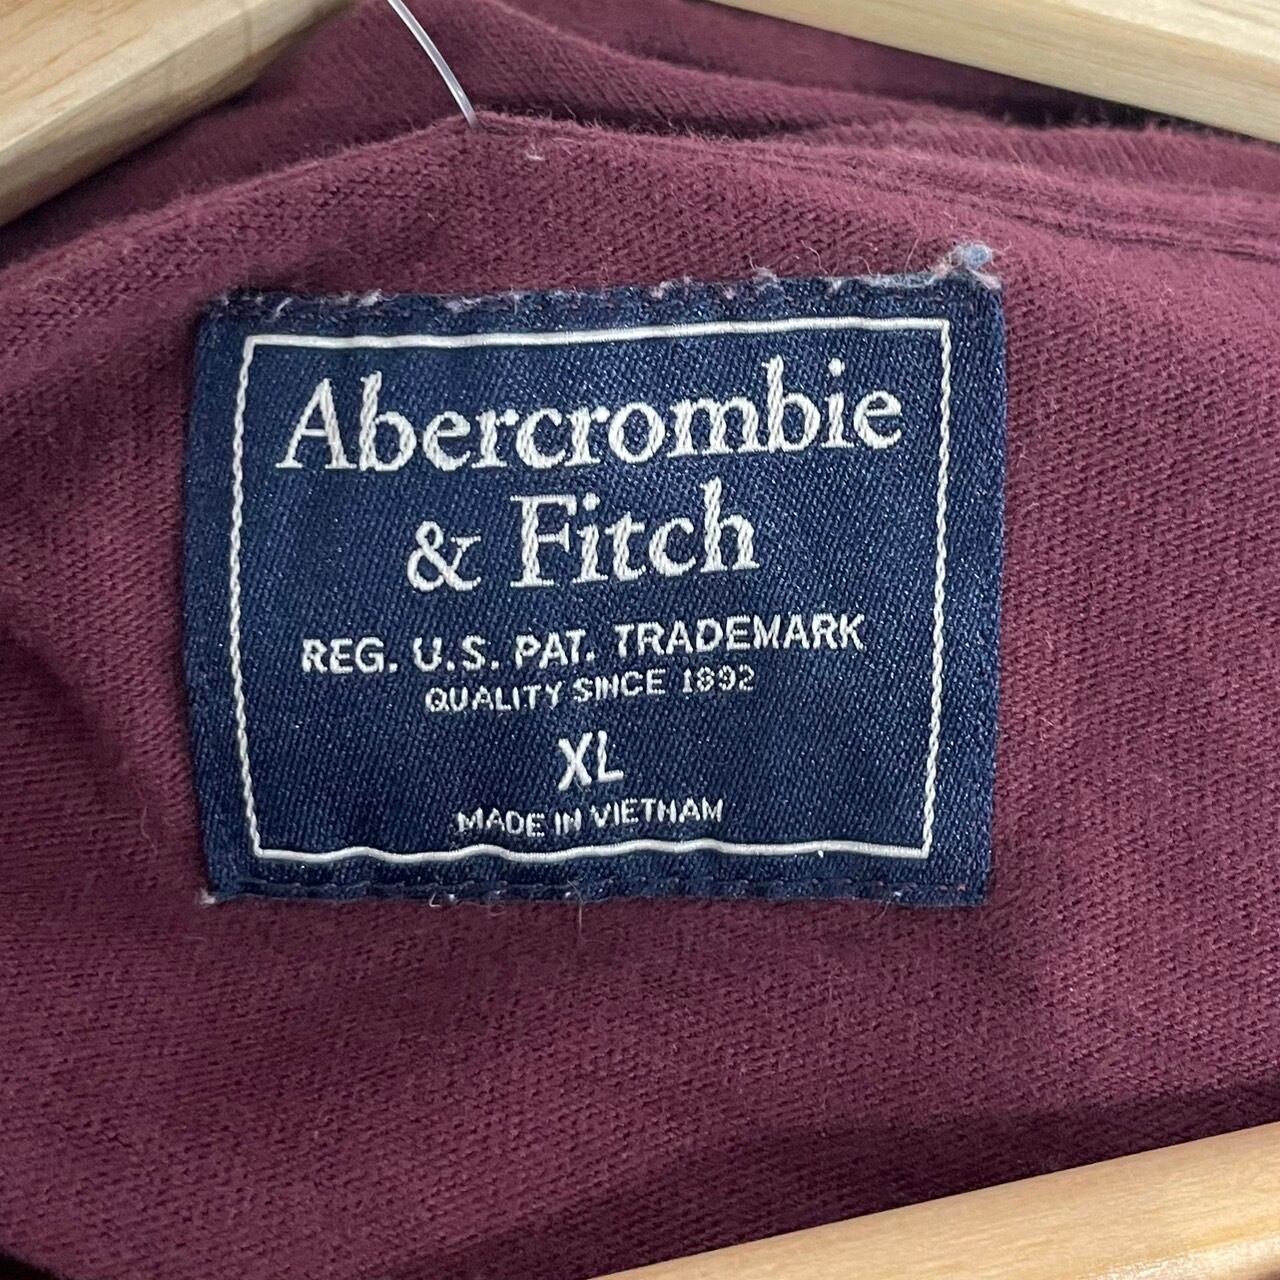 Abercrombie
& Fitch
REG. U.S. PAT. TRADEMARK
QUALITY SINCE 1892
XL
MADE IN VIETNAM